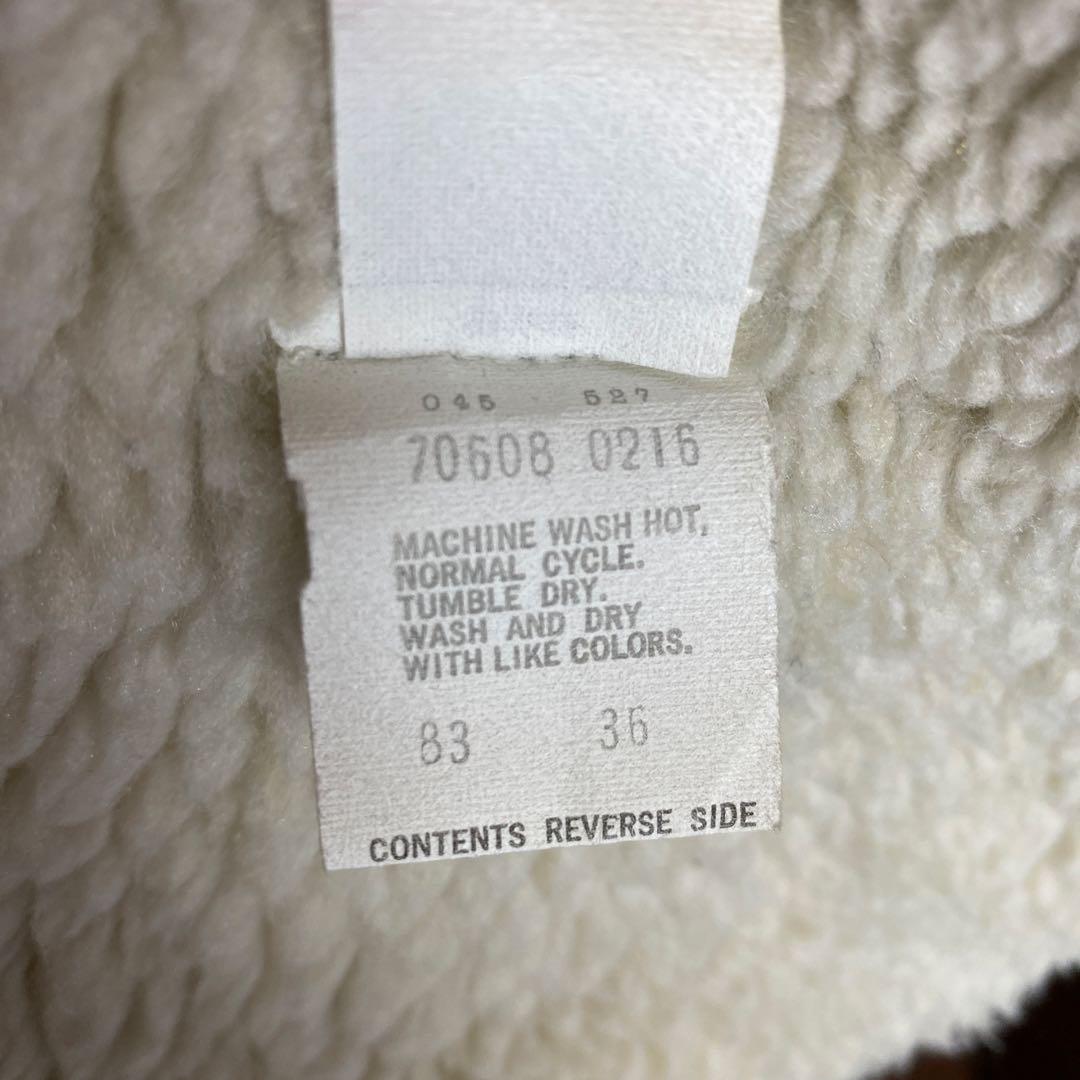 045 527
70608 0216
MACHINE WASH HOT,
NORMAL CYCLE.
TUMBLE DRY.
WASH AND DRY
WITH LIKE COLORS.
83 36
CONTENTS REVERSE SIDE